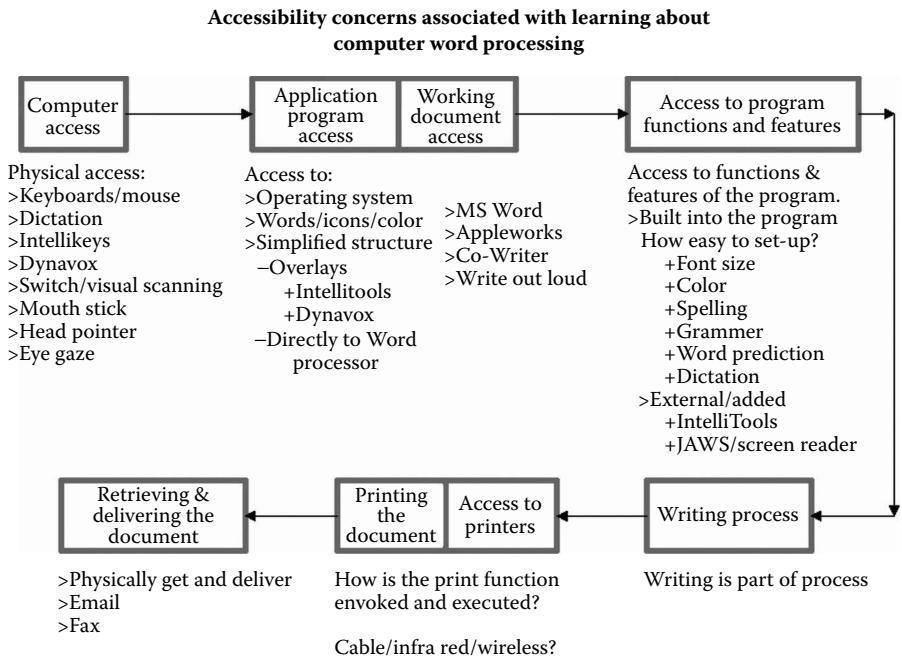 Accessibility concerns associated with learning about
computer word processing
Computer
access
Application
program
access
Working
document
access
Access to program
functions and features
Physical access:
>Keyboards/mouse
>Dictation
>Intellikeys
>Dynavox
>Switch/visual scanning
>Mouth stick
>Head pointer
>Eye gaze
Access to:
>Operating system
>Words/icons/color
>Simplified structure
–Overlays
+Intellitools
+Dynavox
–Directly to Word
processor
>MS Word
>Appleworks
>Co-Writer
>Write out loud
Access to functions &
features of the program.
>Built into the program
How easy to set-up?
+Font size
+Color
+Spelling
+Grammer
+Word prediction
+Dictation
>External/added
+IntelliTools
+JAWS/screen reader
Writing process
Writing is part of process
Access to
printers
Printing
the
document
How is the print function
envoked and executed?
Cable/infra red/wireless?
Retrieving &
delivering the
document
>Physically get and deliver
>Email
>Fax